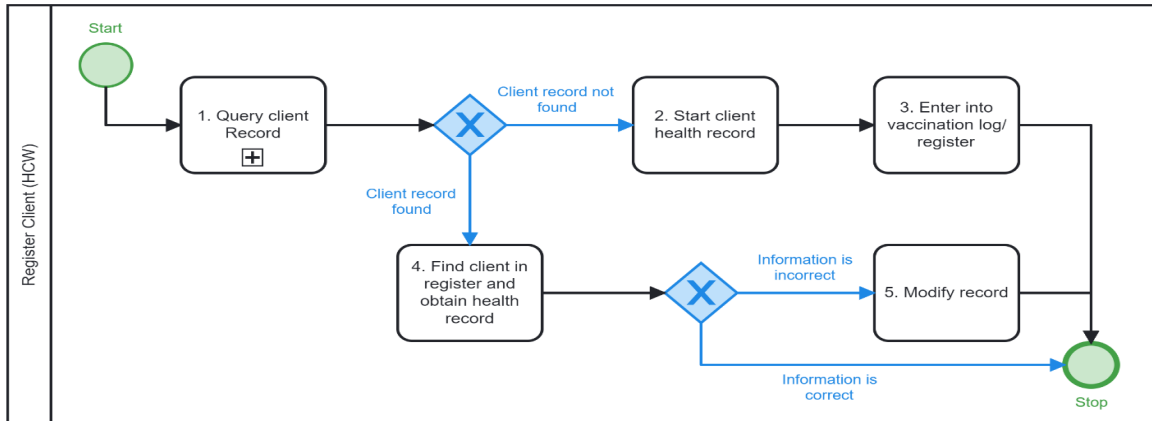 Register Client (HCW)
Start
1. Query client
Record
Client record not
found
2. Start client
health record
3. Enter into
vaccination log/
register
Client record
found
4. Find client in
register and
obtain health
record
Information is
incorrect
5. Modify record
Information is
correct
Stop